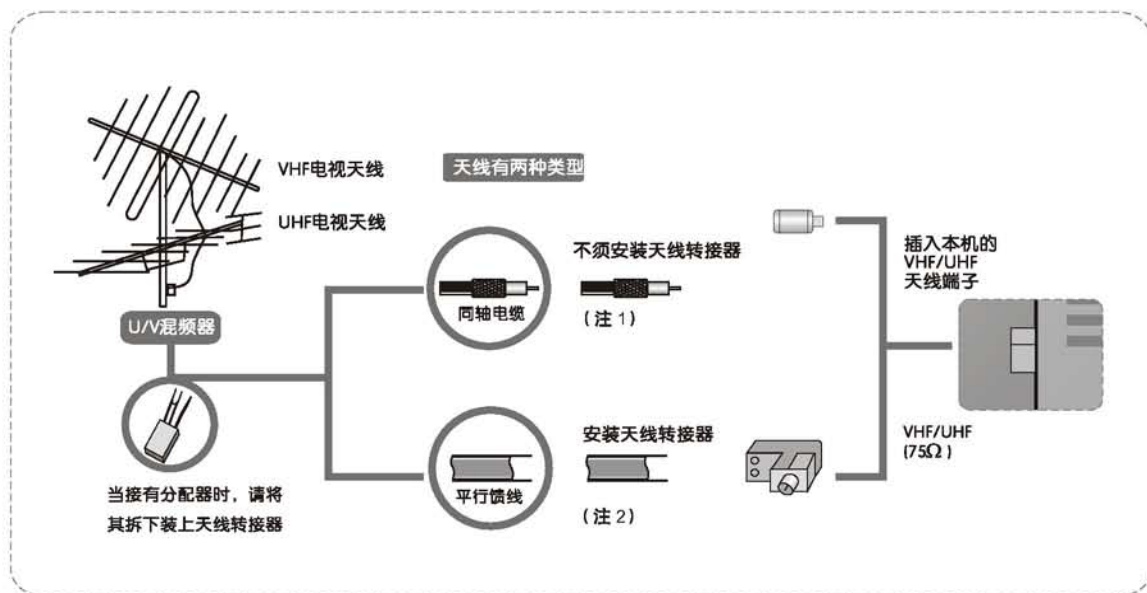 VHF电视天线
UHF电视天线
U/V混频器
当接有分配器时，请将
其拆下装上天线转接器
天线有两种类型
同轴电缆
不须安装天线转接器
(注 1)
平行馈线
安装天线转接器
(注 2)
插入本机的
VHF/UHF
天线端子
VHF/UHF
(75Ω)